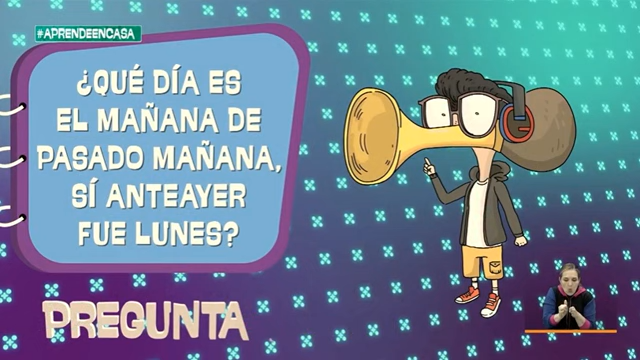 #APRENDEENCASA
¿QUÉ DÍA ES
EL MAÑANA DE
PASADO MAÑANA,
SÍ ANTEAYER
FUE LUNES?
PREGUNTA